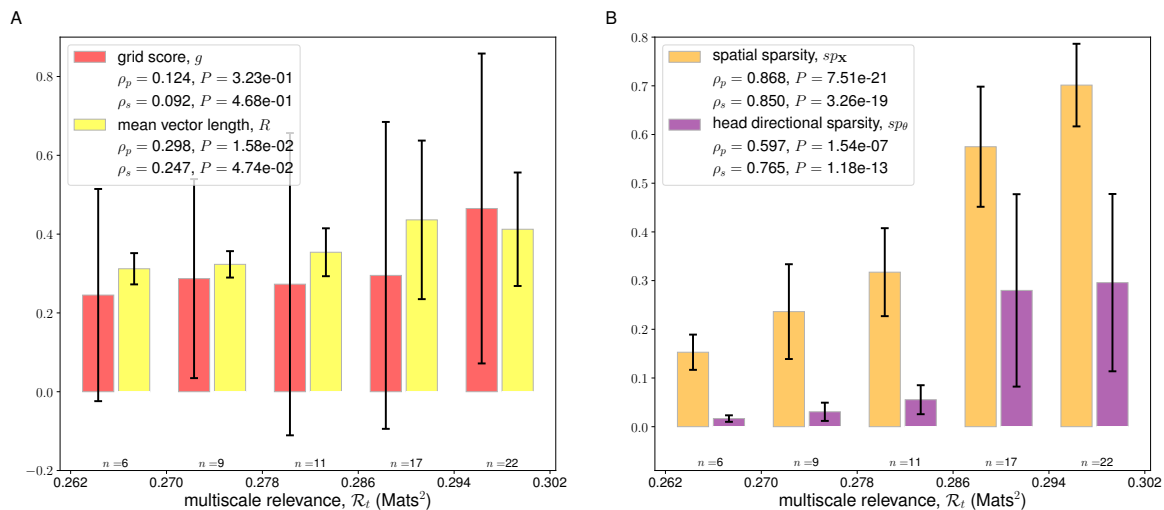 A
grid score, g
ρp = 0.124, P = 3.23e-01
ρs = 0.092, P = 4.68e-01
mean vector length, R
ρp = 0.298, P = 1.58e-02
ρs = 0.247, P = 4.74e-02
0.8
0.6
0.4
0.2
0.0
−0.2
n =6
n =9
n =11
n =17
n =22
0.262
0.270
0.278
0.286
0.294
0.302
multiscale relevance, ℛt (Mats²)
B
spatial sparsity, spx
ρp = 0.868, P = 7.51e-21
ρs = 0.850, P = 3.26e-19
head directional sparsity, spθ
ρp = 0.597, P = 1.54e-07
ρs = 0.765, P = 1.18e-13
0.8
0.7
0.6
0.5
0.4
0.3
0.2
0.1
0.0
n =6
n =9
n =11
n =17
n =22
0.262
0.270
0.278
0.286
0.294
0.302
multiscale relevance, ℛt (Mats²)